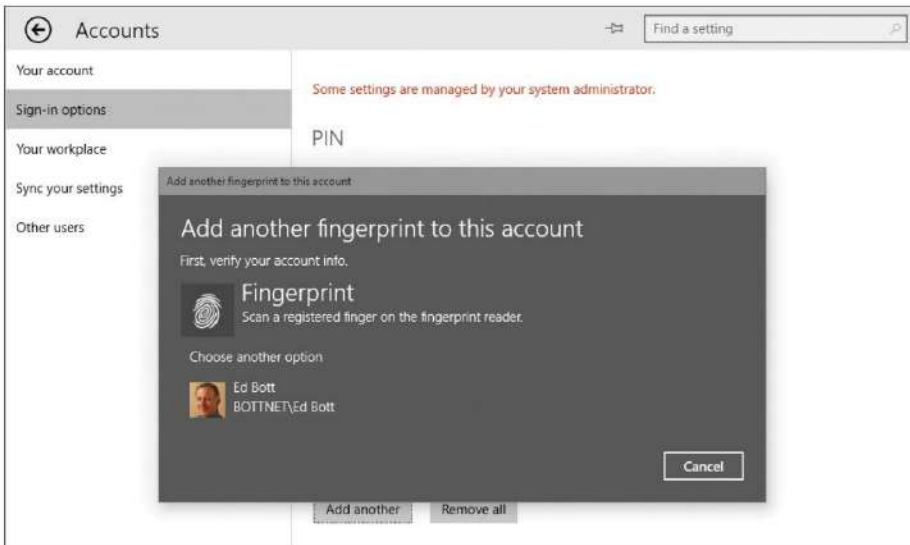 Accounts
Find a setting
Your account
Sign-in options
Your workplace
Sync your settings
Other users
Some settings are managed by your system administrator.
PIN
Add another fingerprint to this account
Add another fingerprint to this account
First, verify your account info.
Fingerprint
Scan a registered finger on the fingerprint reader.
Choose another option
Ed Bott
BOTTNET\Ed Bott
Cancel
Add another Remove all